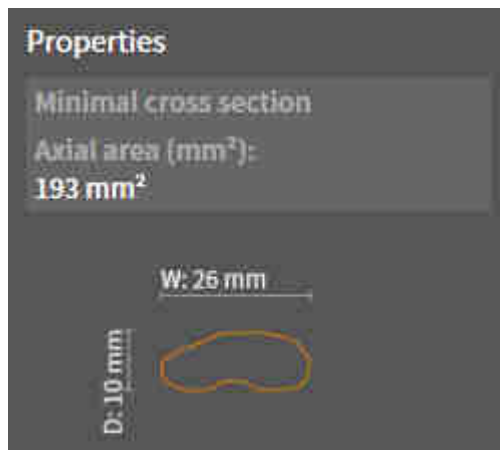 Properties
Minimal cross section
Axial area (mm²):
193 mm²
W: 26 mm
D: 10 mm